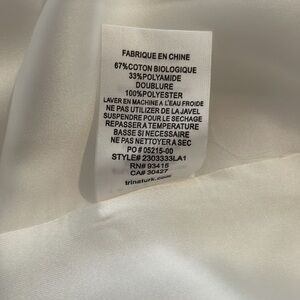 FABRIQUE EN CHINE
67%COTON BIOLOGIQUE
33%POLYAMIDE
DOUBLURE
100%POLYESTER
LAVER EN MACHINE A L'EAU FROIDE
NE PAS UTILIZER DE LA JAVEL
SUSPENDRE POUR LE SECHAGE
REPASSER A TEMPERATURE
BASSE SI NECESSAIRE
NE PAS NETTOYER A SEC
PO# 05215-00
STYLE# 2303333LA1
RN# 93415
CA# 30427
trinaturk.com